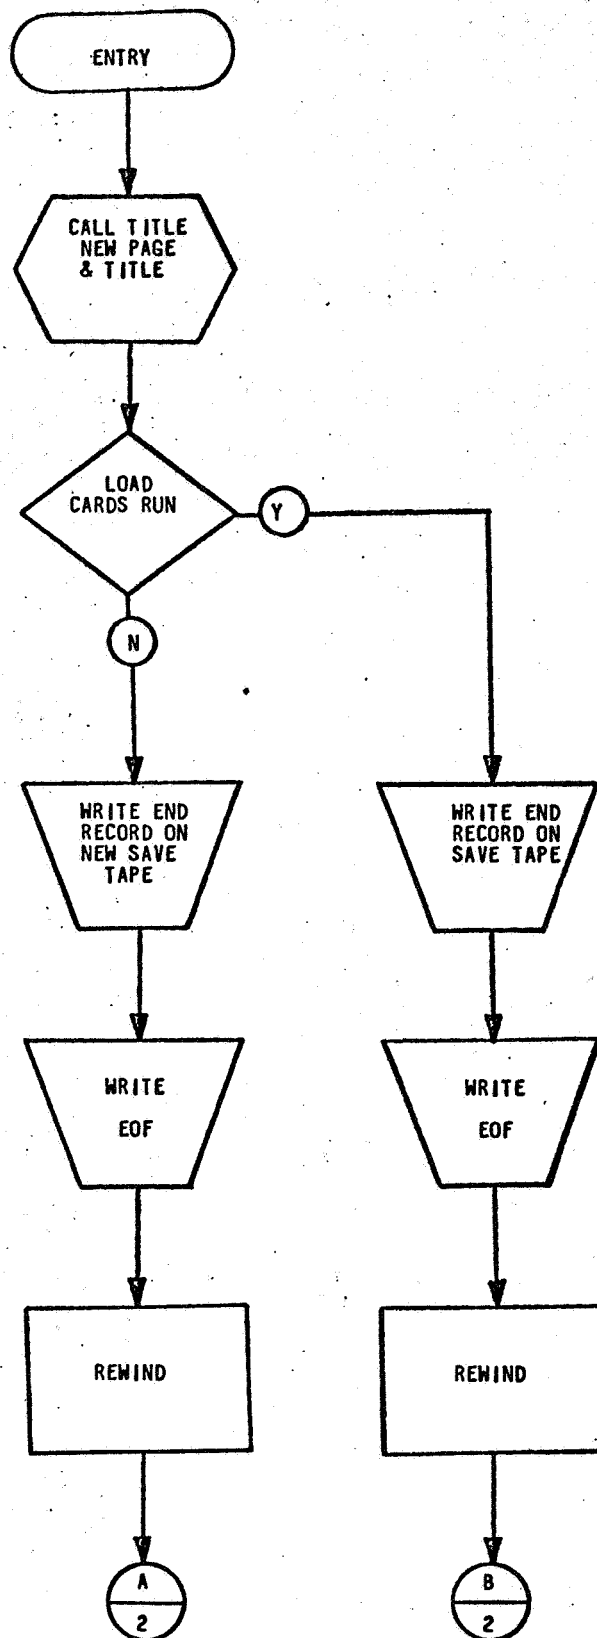 ENTRY
CALL TITLE
NEW PAGE
& TITLE
LOAD
CARDS RUN
Y
N
WRITE END
RECORD ON
NEW SAVE
TAPE
WRITE END
RECORD ON
SAVE TAPE
WRITE
EOF
WRITE
EOF
REWIND
REWIND
A
2
B
2